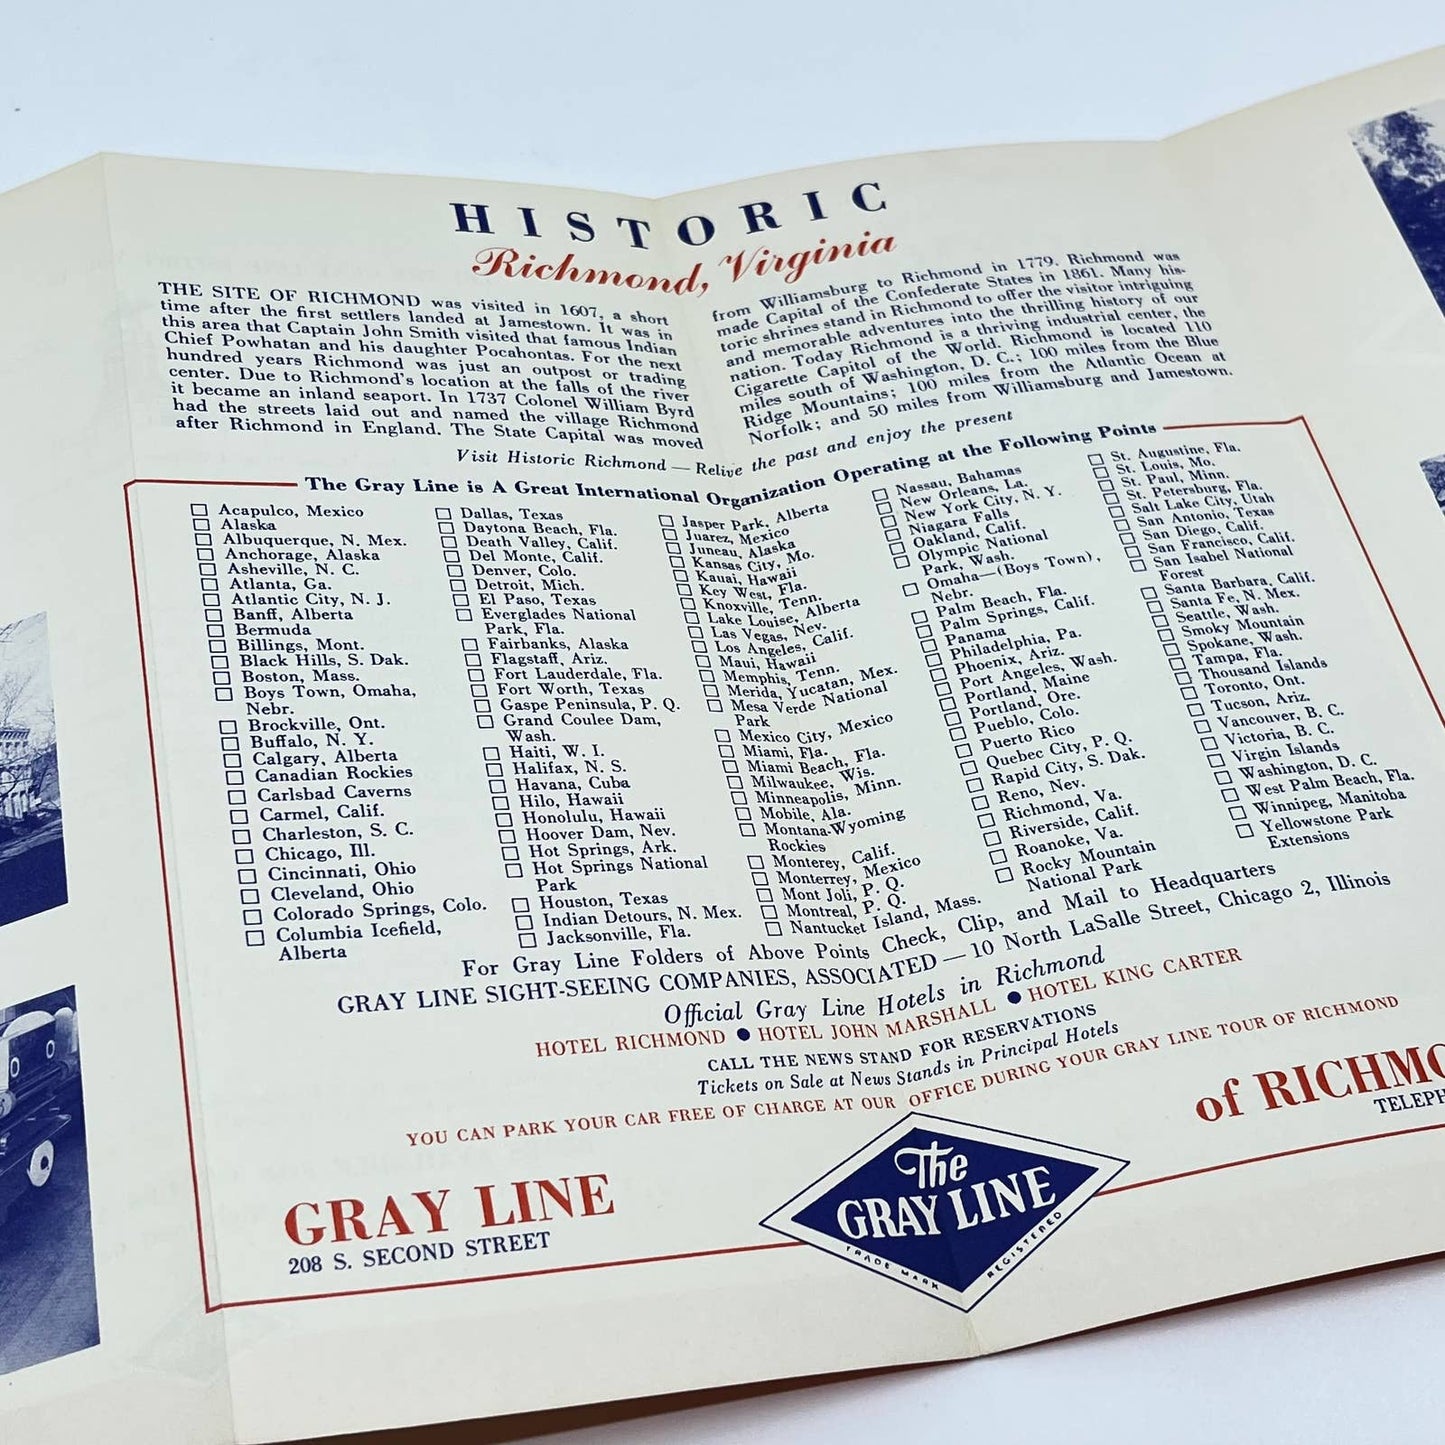 HISTORIC
Richmond, Virginia
THE SITE OF RICHMOND was visited in 1607, a short
time after the first settlers landed at Jamestown. It was in
this area that Captain John Smith visited that famous Indian
Chief Powhatan and his daughter Pocahontas. For the next
hundred years Richmond was just an outpost or trading
center. Due to Richmond's location at the falls of the river
it became an inland seaport. In 1737 Colonel William Byrd
had the streets laid out and named the village Richmond
after Richmond in England. The State Capital was moved
from Williamsburg to Richmond in 1779. Richmond was
made Capital of the Confederate States in 1861. Many his-
toric shrines stand in Richmond to offer the visitor intriguing
and memorable adventures into the thrilling history of our
nation. Today Richmond is a thriving industrial center, the
Cigarette Capitol of the World. Richmond is located 110
miles south of Washington, D. C.; 100 miles from the Blue
Ridge Mountains; 100 miles from the Atlantic Ocean at
Norfolk; and 50 miles from Williamsburg and Jamestown.
Visit Historic Richmond — Relive the past and enjoy the present
The Gray Line is A Great International Organization Operating at the Following Points
Acapulco, Mexico
Alaska
Albuquerque, N. Mex.
Anchorage, Alaska
Asheville, N. C.
Atlanta, Ga.
Atlantic City, N. J.
Banff, Alberta
Bermuda
Billings, Mont.
Black Hills, S. Dak.
Boston, Mass.
Boys Town, Omaha,
Nebr.
Brockville, Ont.
Buffalo, N. Y.
Calgary, Alberta
Canadian Rockies
Carlsbad Caverns
Carmel, Calif.
Charleston, S. C.
Chicago, Ill.
Cincinnati, Ohio
Cleveland, Ohio
Colorado Springs, Colo.
Columbia Icefield,
Alberta
Dallas, Texas
Daytona Beach, Fla.
Death Valley, Calif.
Del Monte, Calif.
Denver, Colo.
Detroit, Mich.
El Paso, Texas
Everglades National
Park, Fla.
Fairbanks, Alaska
Flagstaff, Ariz.
Fort Lauderdale, Fla.
Fort Worth, Texas
Gaspe Peninsula, P. Q.
Grand Coulee Dam,
Wash.
Haiti, W. I.
Halifax, N. S.
Havana, Cuba
Hilo, Hawaii
Honolulu, Hawaii
Hoover Dam, Nev.
Hot Springs, Ark.
Hot Springs National
Park
Houston, Texas
Indian Detours, N. Mex.
Jacksonville, Fla.
Jasper Park, Alberta
Juarez, Mexico
Juneau, Alaska
Kansas City, Mo.
Kauai, Hawaii
Key West, Fla.
Knoxville, Tenn.
Lake Louise, Alberta
Las Vegas, Nev.
Los Angeles, Calif.
Maui, Hawaii
Memphis, Tenn.
Merida, Yucatan, Mex.
Mesa Verde National
Park
Mexico City, Mexico
Miami, Fla.
Miami Beach, Fla.
Milwaukee, Wis.
Minneapolis, Minn.
Mobile, Ala.
Montana-Wyoming
Rockies
Monterey, Calif.
Monterrey, Mexico
Mont Joli, P. Q.
Montreal, P. Q.
Nantucket Island, Mass.
Nassau, Bahamas
New Orleans, La.
New York City, N. Y.
Niagara Falls
Oakland, Calif.
Olympic National
Park, Wash.
Omaha—(Boys Town),
Nebr.
Palm Beach, Fla.
Palm Springs, Calif.
Panama
Philadelphia, Pa.
Phoenix, Ariz.
Port Angeles, Wash.
Portland, Maine
Portland, Ore.
Pueblo, Colo.
Puerto Rico
Quebec City, P. Q.
Rapid City, S. Dak.
Reno, Nev.
Richmond, Va.
Riverside, Calif.
Roanoke, Va.
Rocky Mountain
National Park
St. Augustine, Fla.
St. Louis, Mo.
St. Paul, Minn.
St. Petersburg, Fla.
Salt Lake City, Utah
San Antonio, Texas
San Diego, Calif.
San Francisco, Calif.
San Isabel National
Forest
Santa Barbara, Calif.
Santa Fe, N. Mex.
Seattle, Wash.
Smoky Mountain
Spokane, Wash.
Tampa, Fla.
Thousand Islands
Toronto, Ont.
Tucson, Ariz.
Vancouver, B. C.
Victoria, B. C.
Virgin Islands
Washington, D. C.
West Palm Beach, Fla.
Winnipeg, Manitoba
Yellowstone Park
Extensions
For Gray Line Folders of Above Points Check, Clip, and Mail to Headquarters
GRAY LINE SIGHT-SEEING COMPANIES, ASSOCIATED — 10 North LaSalle Street, Chicago 2, Illinois
Official Gray Line Hotels in Richmond
HOTEL RICHMOND ● HOTEL JOHN MARSHALL ● HOTEL KING CARTER
CALL THE NEWS STAND FOR RESERVATIONS
Tickets on Sale at News Stands in Principal Hotels
YOU CAN PARK YOUR CAR FREE OF CHARGE AT OUR OFFICE DURING YOUR GRAY LINE TOUR OF RICHMOND
GRAY LINE
208 S. SECOND STREET
The
GRAY LINE
TRADE MARK
REGISTERED
of RICHMO
TELEPH